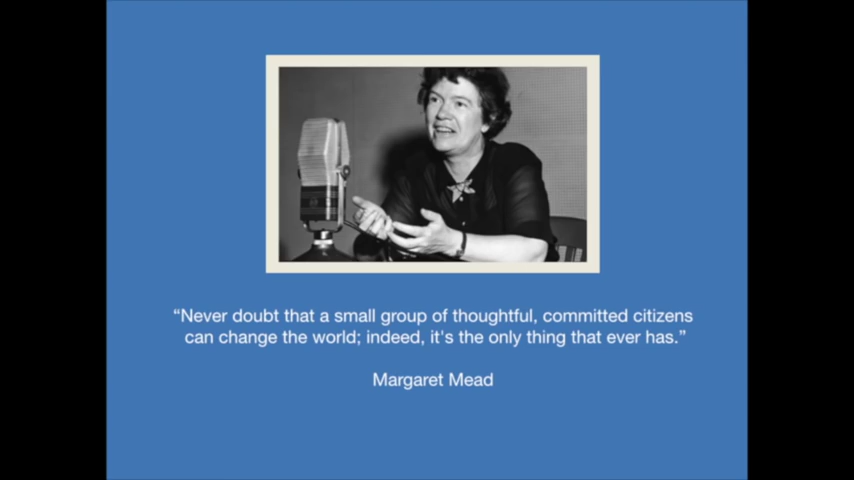 “Never doubt that a small group of thoughtful, committed citizens
can change the world; indeed, it's the only thing that ever has.”
Margaret Mead